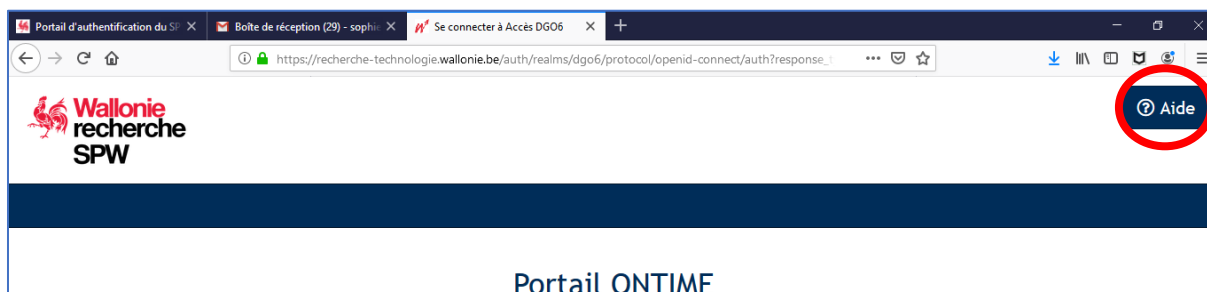 Portail d'authentification du SP
Boîte de réception (29) - sophie
Se connecter à Accès DGO6
https://recherche-technologie.wallonie.be/auth/realms/dgo6/protocol/openid-connect/auth?response_t
Wallonie
recherche
SPW
Aide
Portail ONTIME